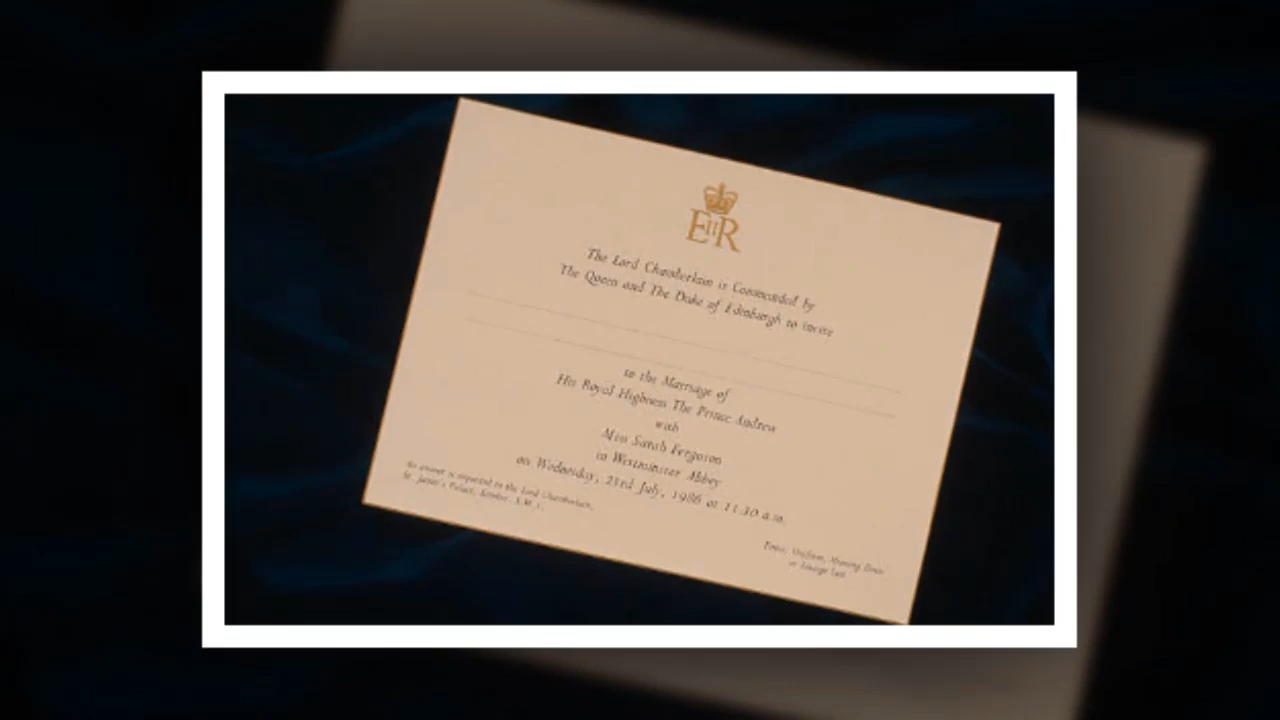 EIIR
The Lord Chamberlain is Commanded by
The Queen and The Duke of Edinburgh to invite
to the Marriage of
His Royal Highness The Prince Andrew
with
Miss Sarah Ferguson
in Westminster Abbey
on Wednesday, 23rd July, 1986 at 11.30 a.m.
An answer is requested to the Lord Chamberlain,
St. James's Palace, London, S.W.1.
Dress: Uniform, Morning Dress
or Lounge Suit